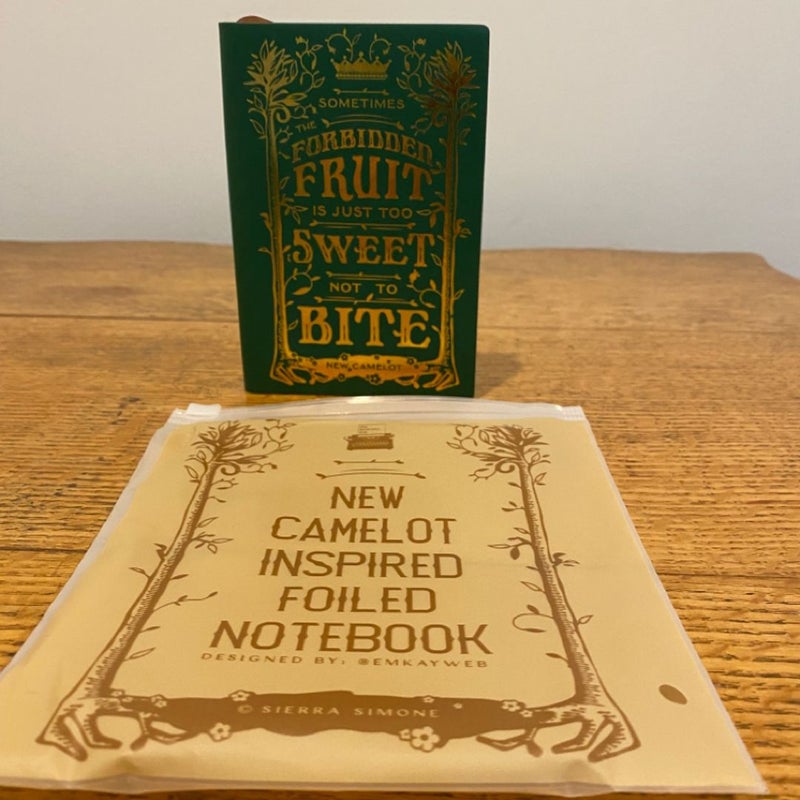 SOMETIMES
THE
FORBIDDEN
FRUIT
IS JUST TOO
SWEET
NOT TO
BITE
NEW CAMELOT
NEW
CAMELOT
INSPIRED
FOILED
NOTEBOOK
DESIGNED BY: @EMKAYWEB
© SIERRA SIMONE